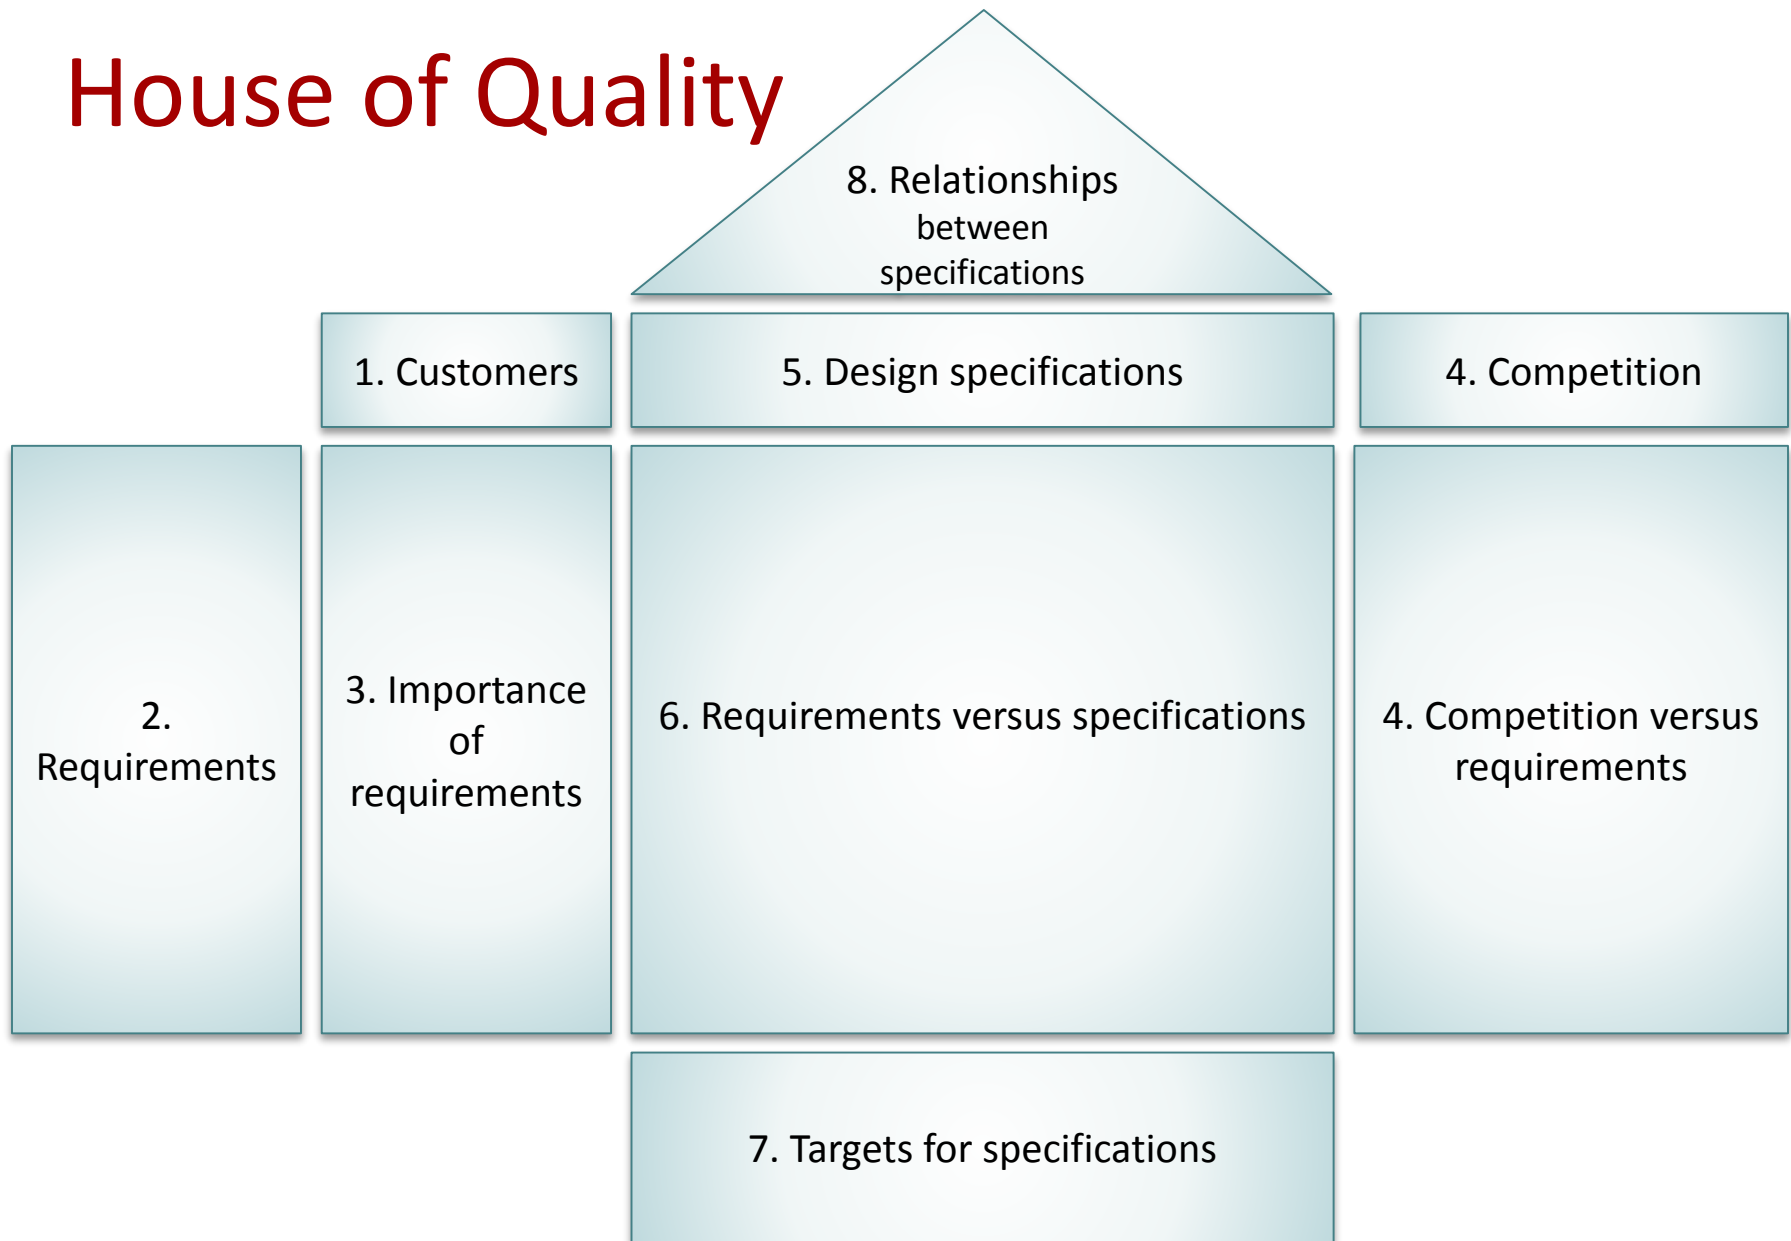 House of Quality
8. Relationships
between
specifications
1. Customers
5. Design specifications
4. Competition
2.
Requirements
3. Importance
of
requirements
6. Requirements versus specifications
4. Competition versus
requirements
7. Targets for specifications